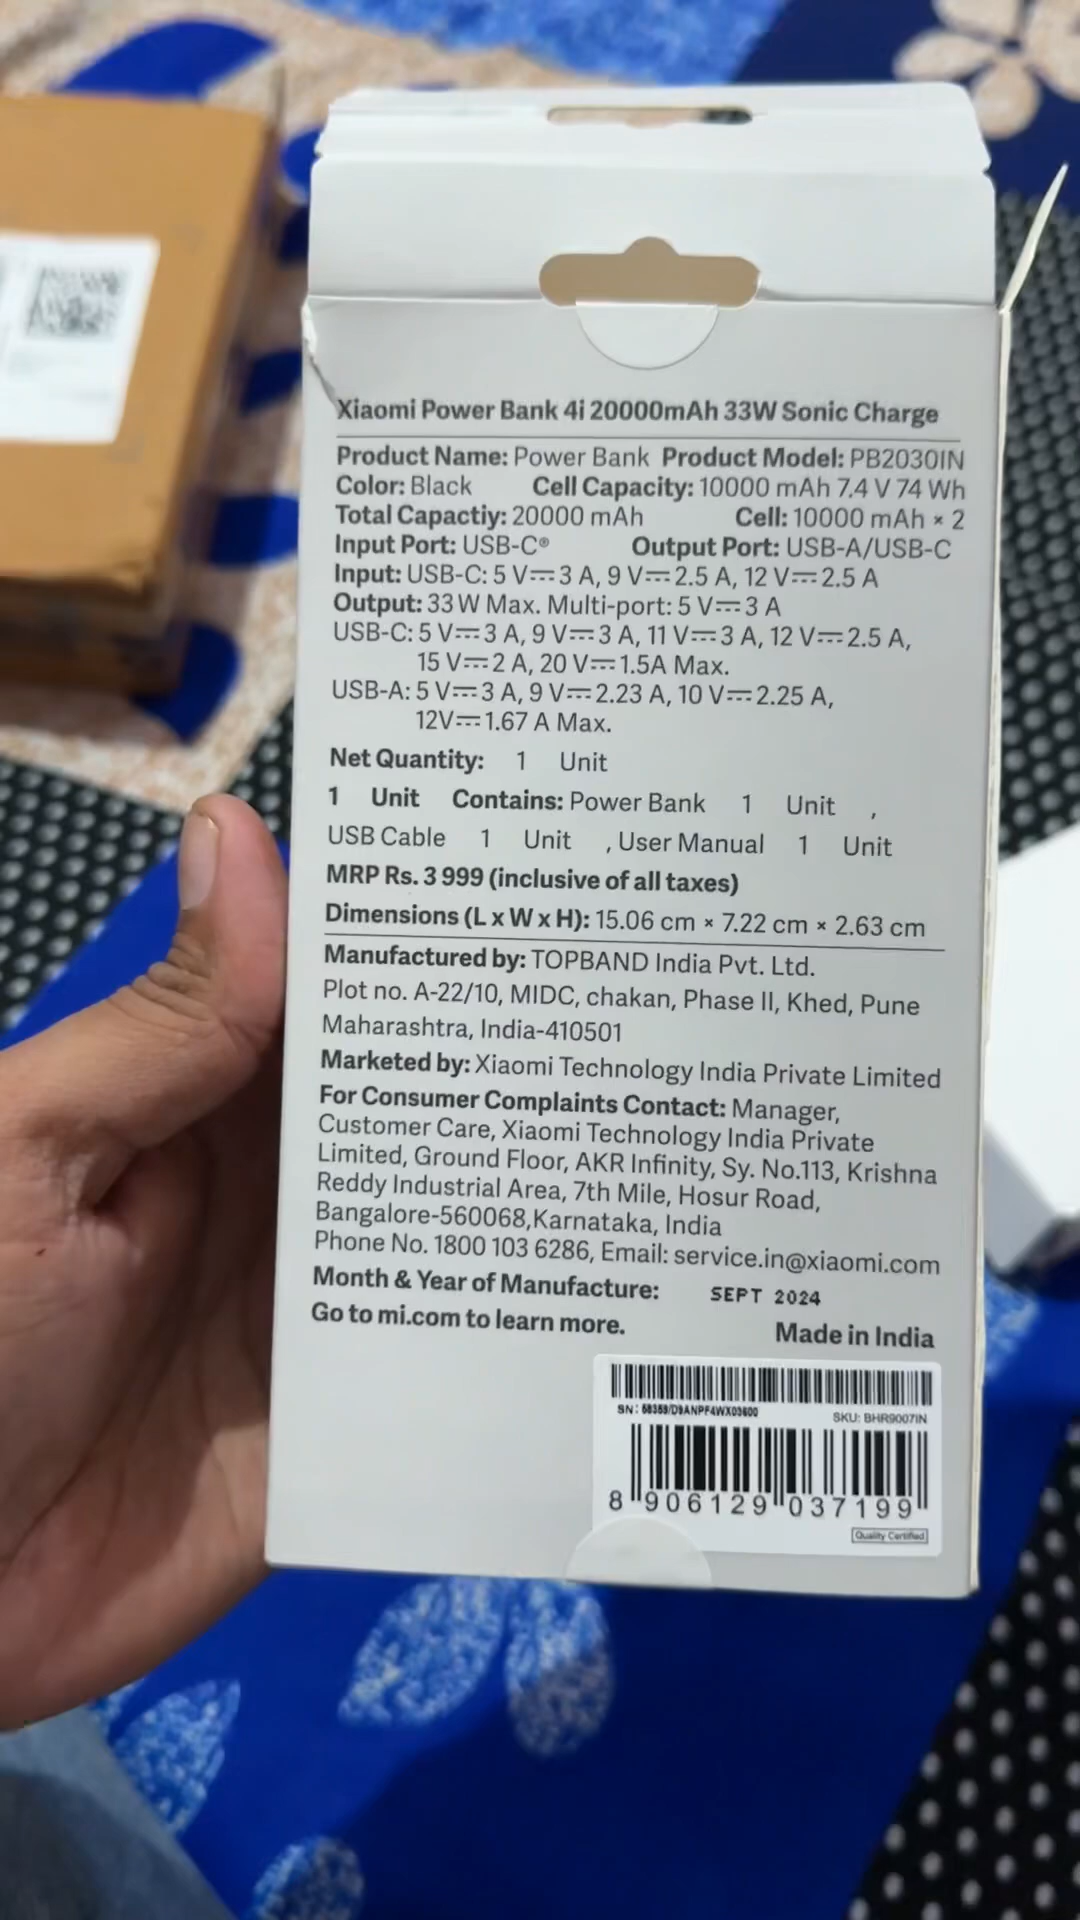 Xiaomi Power Bank 4i 20000mAh 33W Sonic Charge
Product Name: Power Bank Product Model: PB2030IN
Color: Black Cell Capacity: 10000 mAh 7.4 V 74 Wh
Total Capactiy: 20000 mAh Cell: 10000 mAh × 2
Input Port: USB-C® Output Port: USB-A/USB-C
Input: USB-C: 5 V⎓3 A, 9 V⎓2.5 A, 12 V⎓2.5 A
Output: 33W Max. Multi-port: 5 V⎓3 A
USB-C: 5 V⎓3 A, 9 V⎓3 A, 11 V⎓3 A, 12 V⎓2.5 A,
15 V⎓2 A, 20 V⎓1.5A Max.
USB-A: 5 V⎓3 A, 9 V⎓2.23 A, 10 V⎓2.25 A,
12V⎓1.67 A Max.
Net Quantity: 1 Unit
1 Unit Contains: Power Bank 1 Unit ,
USB Cable 1 Unit , User Manual 1 Unit
MRP Rs. 3 999 (inclusive of all taxes)
Dimensions (L x W x H): 15.06 cm × 7.22 cm × 2.63 cm
Manufactured by: TOPBAND India Pvt. Ltd.
Plot no. A-22/10, MIDC, chakan, Phase II, Khed, Pune
Maharashtra, India-410501
Marketed by: Xiaomi Technology India Private Limited
For Consumer Complaints Contact: Manager,
Customer Care, Xiaomi Technology India Private
Limited, Ground Floor, AKR Infinity, Sy. No.113, Krishna
Reddy Industrial Area, 7th Mile, Hosur Road,
Bangalore-560068,Karnataka, India
Phone No. 1800 103 6286, Email: service.in@xiaomi.com
Month & Year of Manufacture: SEPT 2024
Go to mi.com to learn more. Made in India
SN: SKU: BHR9007IN
8 906129 037199
Quality Certified